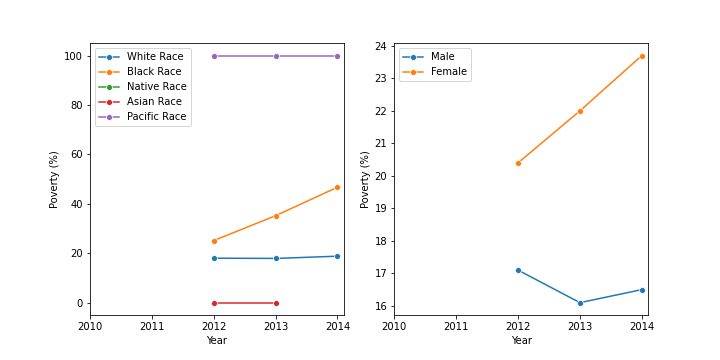 White Race
Black Race
Native Race
Asian Race
Pacific Race
100
80
60
40
20
0
Poverty (%)
2010 2011 2012 2013 2014
Year
Male
Female
24
23
22
21
20
19
18
17
16
Poverty (%)
2010 2011 2012 2013 2014
Year